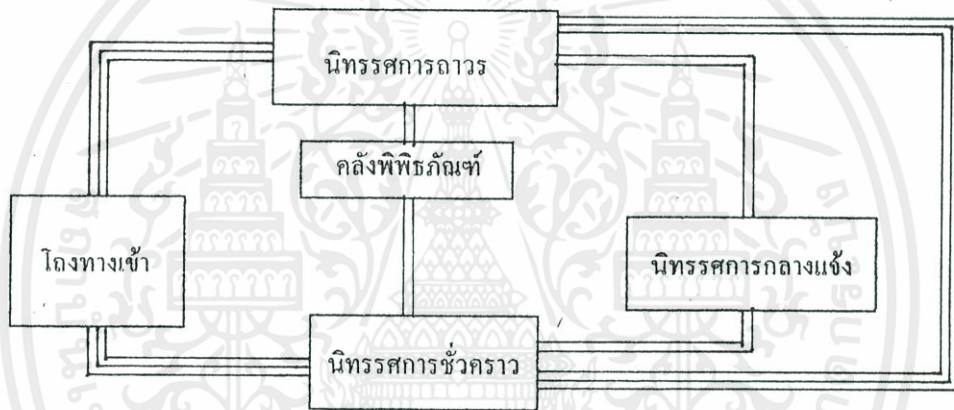 นิทรรศการถาวร
คลังพิพิธภัณฑ์
โถงทางเข้า
นิทรรศการกลางแจ้ง
นิทรรศการชั่วคราว